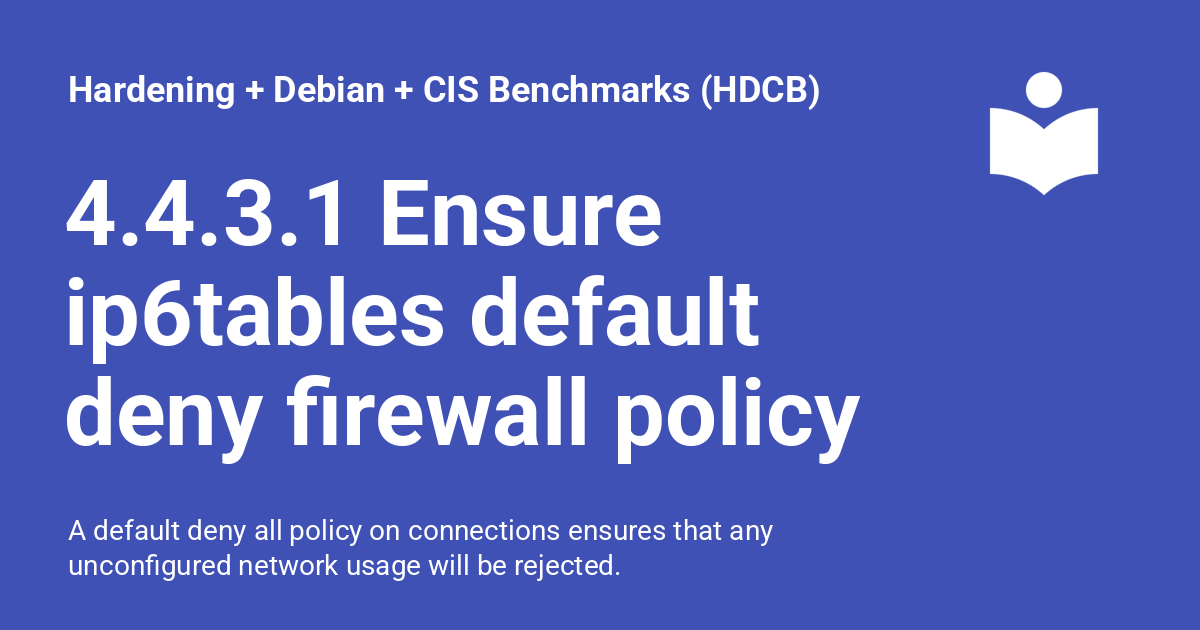 Hardening + Debian + CIS Benchmarks (HDCB)
4.4.3.1 Ensure
ip6tables default
deny firewall policy
A default deny all policy on connections ensures that any
unconfigured network usage will be rejected.